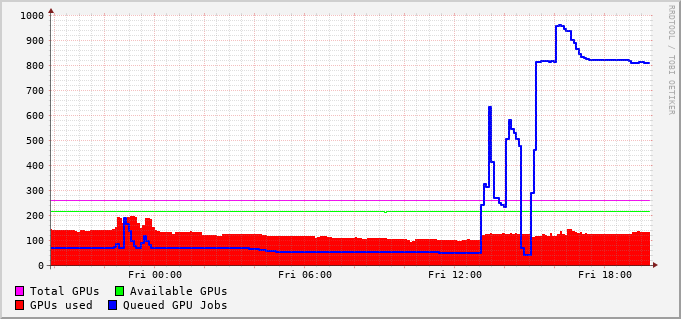 1000
900
800
700
600
500
400
300
200
100
0
Fri 00:00 Fri 06:00 Fri 12:00 Fri 18:00
Total GPUs Available GPUs
GPUs used Queued GPU Jobs
RRDTOOL / TOBI OETIKER